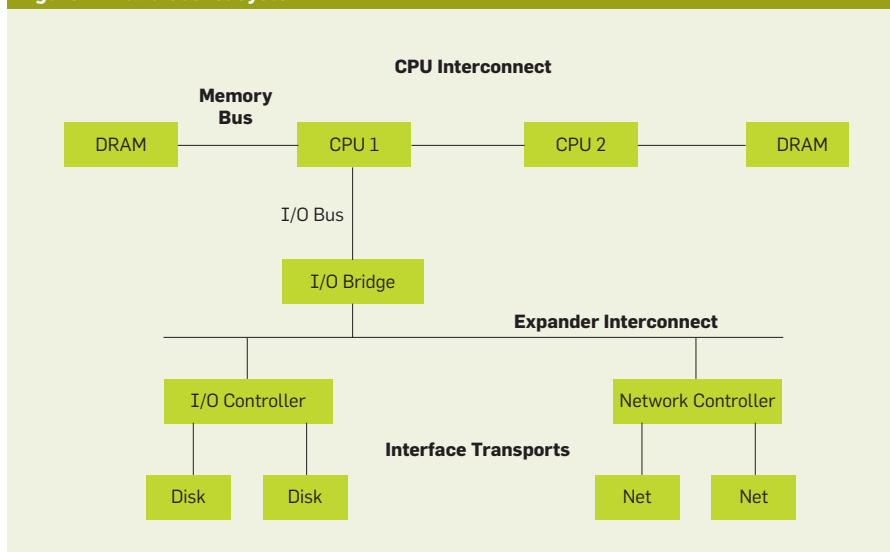 CPU Interconnect
Memory
Bus
DRAM
CPU 1
CPU 2
DRAM
I/O Bus
I/O Bridge
Expander Interconnect
I/O Controller
Network Controller
Interface Transports
Disk
Disk
Net
Net